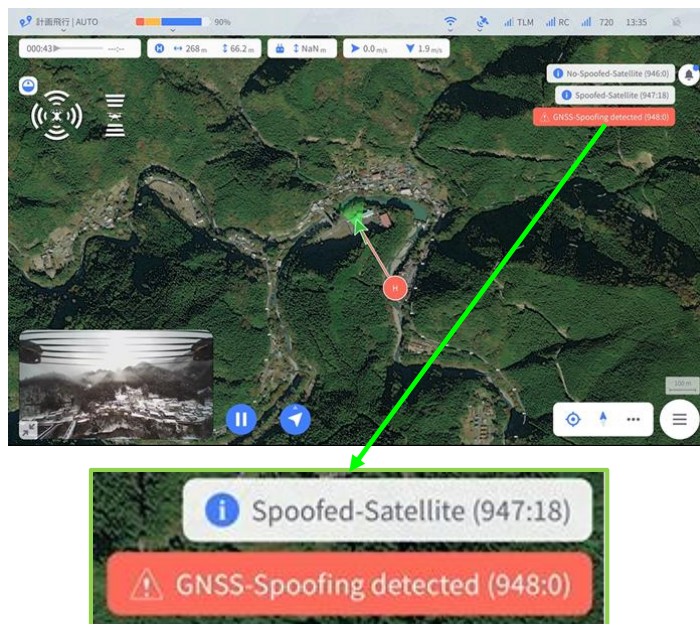 計画飛行 | AUTO
90%
TLM
RC
720
13:35
000:43
---:--
H ↔ 268 m ↕ 66.2 m
↕ NaN m
0.0 m/s
1.9 m/s
No-Spoofed-Satellite (946:0)
Spoofed-Satellite (947:18)
GNSS-Spoofing detected (948:0)
H
100 m
Spoofed-Satellite (947:18)
GNSS-Spoofing detected (948:0)